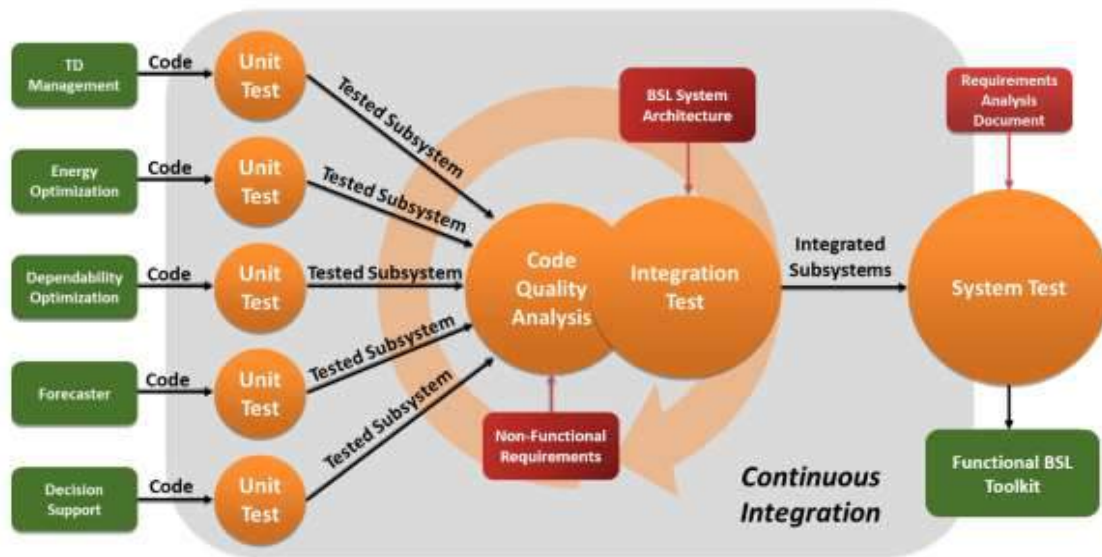 TD
Management
Code
Unit
Test
Tested Subsystem
BSL System
Architecture
Requirements
Analysis
Document
Energy
Optimization
Code
Unit
Test
Tested Subsystem
Dependability
Optimization
Code
Unit
Test
Tested Subsystem
Code
Quality
Analysis
Integration
Test
Integrated
Subsystems
System Test
Forecaster
Code
Unit
Test
Tested Subsystem
Non-Functional
Requirements
Decision
Support
Code
Unit
Test
Tested Subsystem
Continuous
Integration
Functional BSL
Toolkit